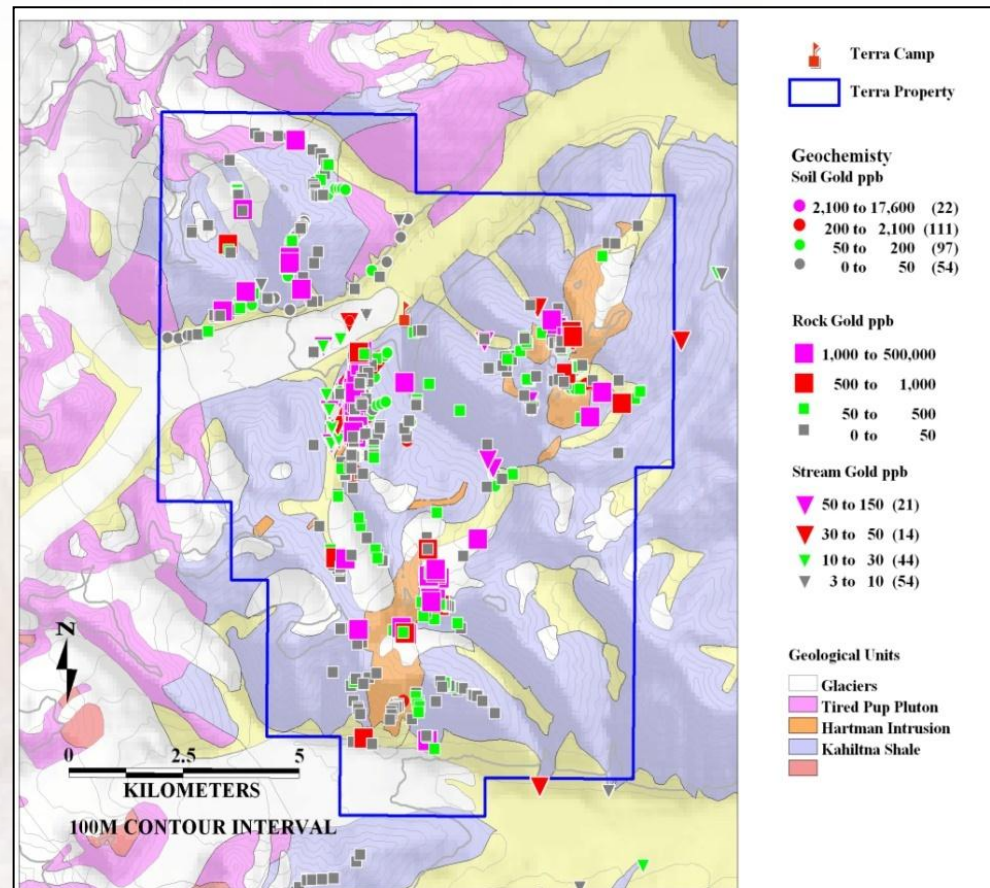 Terra Camp
Terra Property
Geochemisty
Soil Gold ppb
2,100 to 17,600 (22)
200 to 2,100 (111)
50 to 200 (97)
0 to 50 (54)
Rock Gold ppb
1,000 to 500,000
500 to 1,000
50 to 500
0 to 50
Stream Gold ppb
50 to 150 (21)
30 to 50 (14)
10 to 30 (44)
3 to 10 (54)
Geological Units
Glaciers
Tired Pup Pluton
Hartman Intrusion
Kahiltna Shale
N
0 2.5 5
KILOMETERS
100M CONTOUR INTERVAL